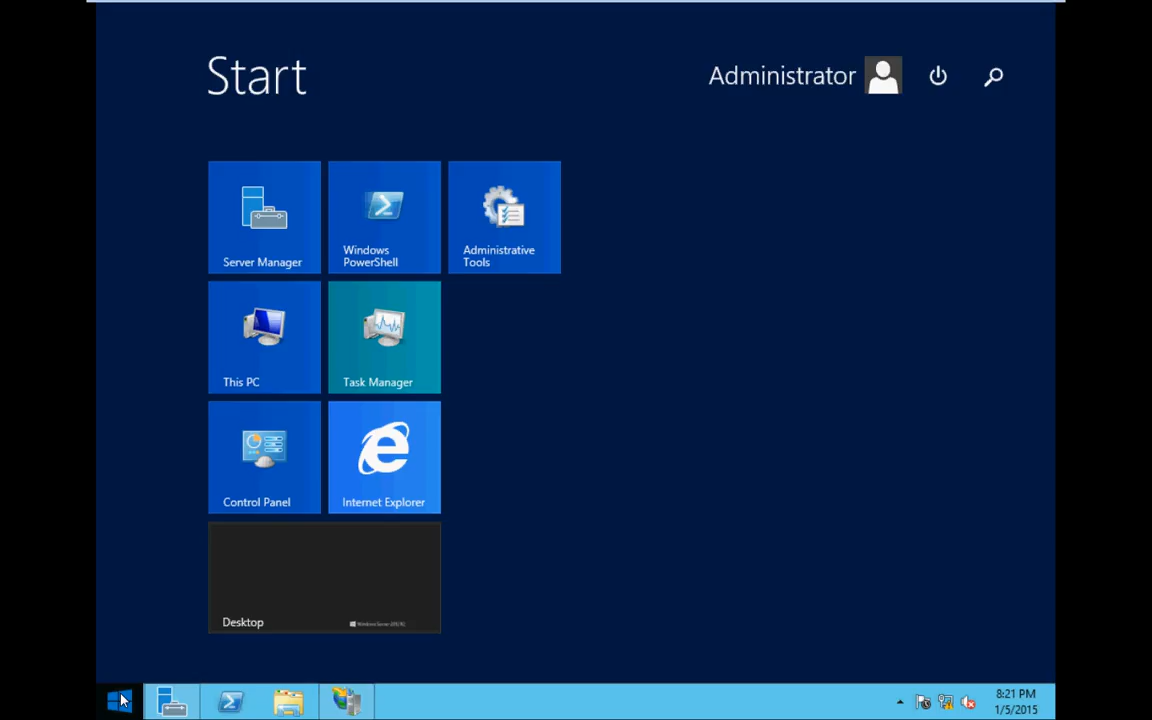 Start
Administrator
Server Manager
Windows
PowerShell
Administrative
Tools
This PC
Task Manager
Control Panel
Internet Explorer
Desktop
8:21 PM
1/5/2015